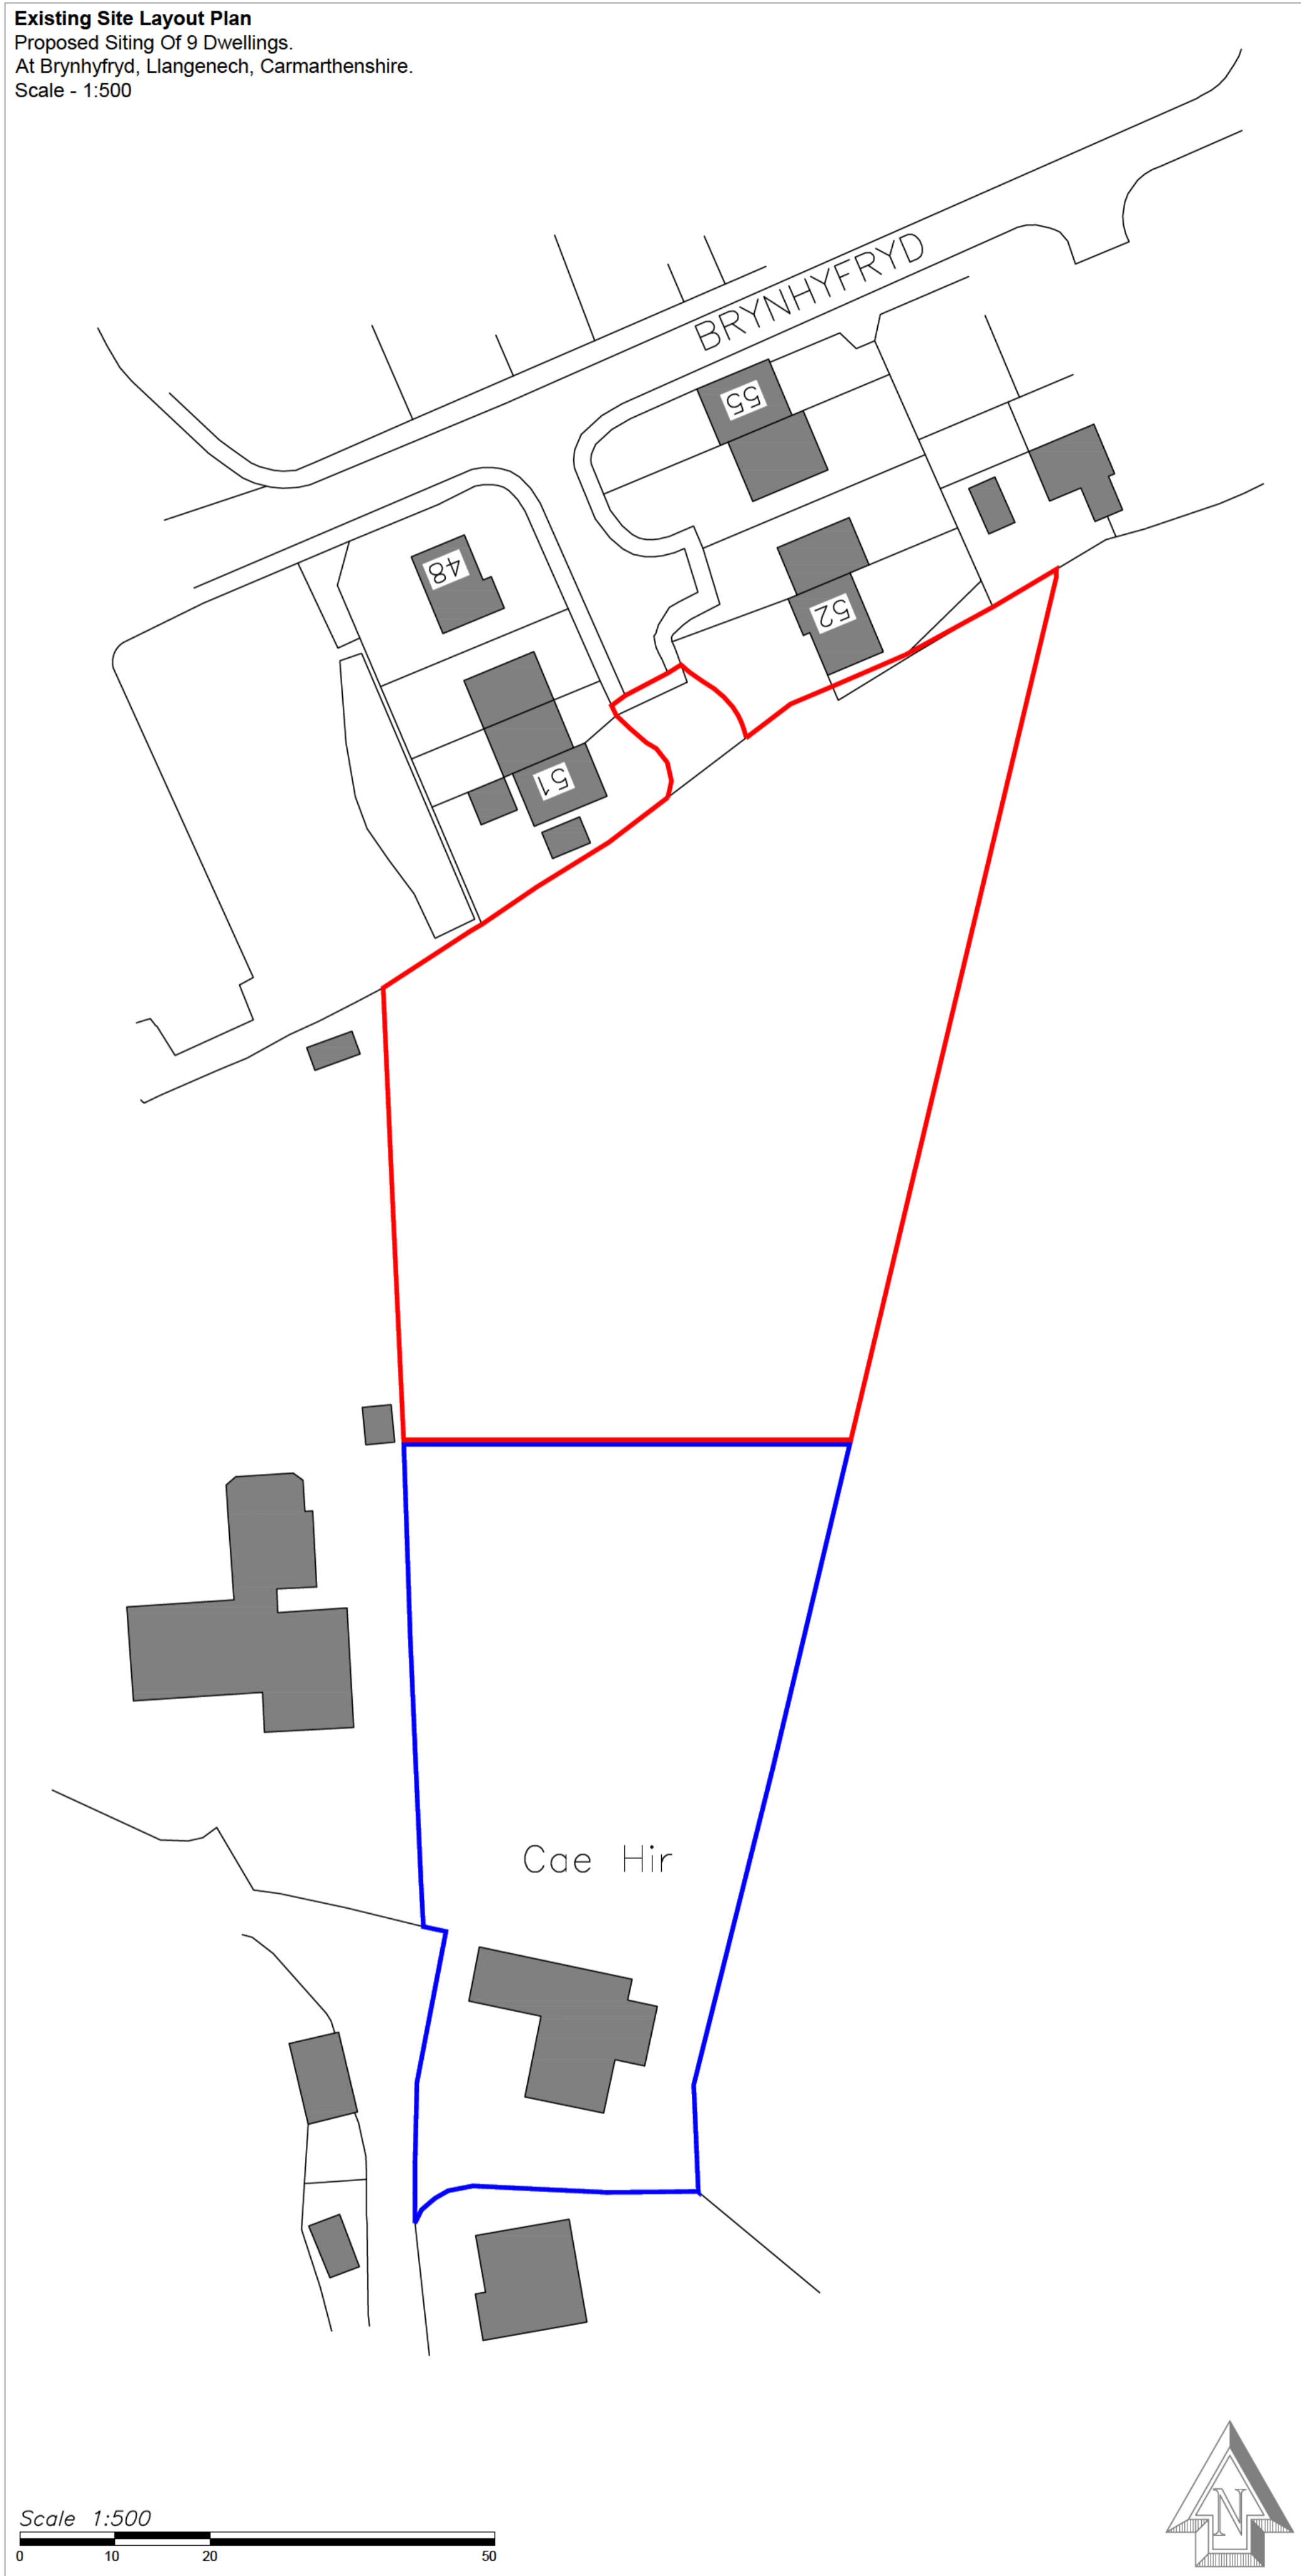 Existing Site Layout Plan
Proposed Siting Of 9 Dwellings.
At Brynhyfryd, Llangenech, Carmarthenshire.
Scale - 1:500
BRYNHYFRYD
55
48
52
51
Cae Hir
Scale 1:500
0 10 20 50
N